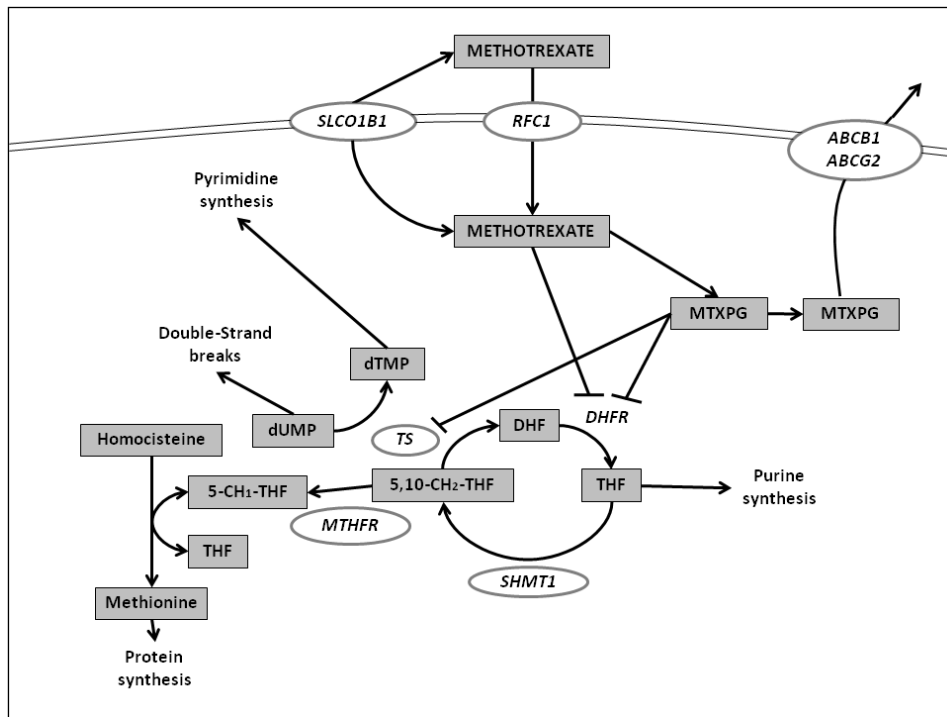 METHOTREXATE
SLCO1B1
RFC1
ABCB1
ABCG2
Pyrimidine
synthesis
METHOTREXATE
MTXPG
MTXPG
Double-Strand
breaks
dTMP
DHFR
dUMP
TS
DHF
Homocisteine
5-CH1-THF
5,10-CH2-THF
THF
Purine
synthesis
MTHFR
THF
SHMT1
Methionine
Protein
synthesis